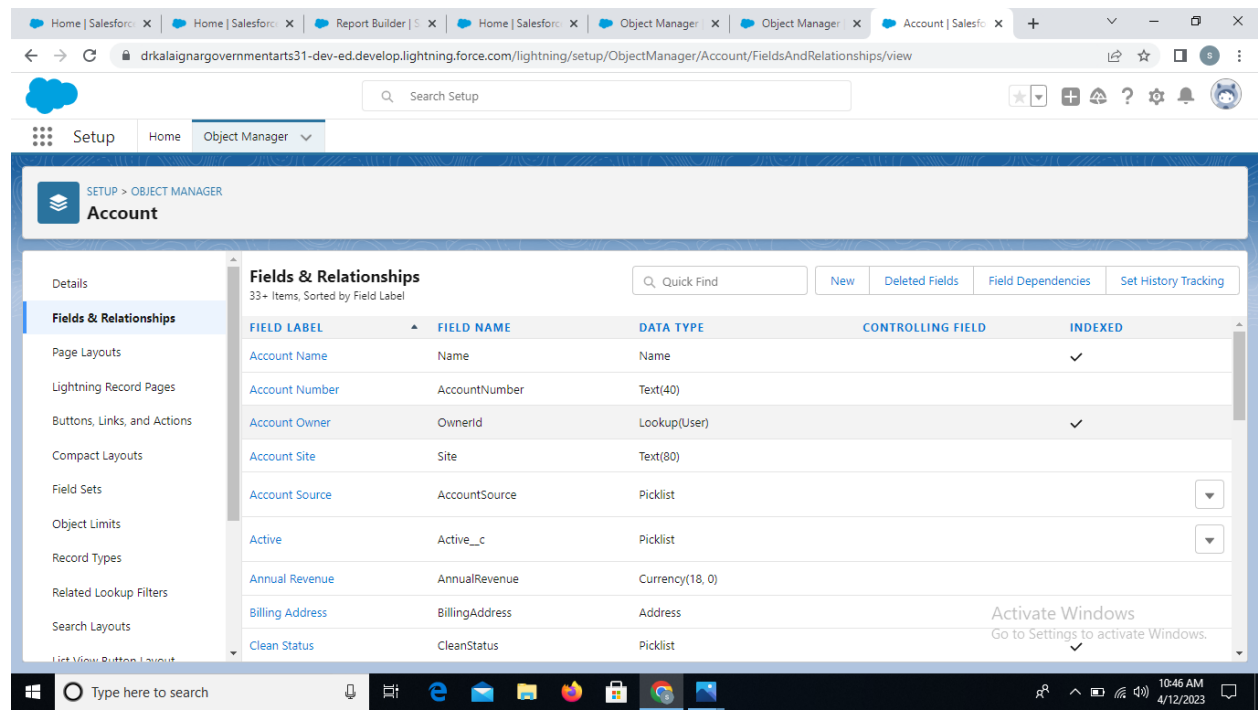 Home | Salesforc
Home | Salesforc
Report Builder | S
Home | Salesforc
Object Manager |
Object Manager |
Account | Salesfo
drkalaignargovernmentarts31-dev-ed.develop.lightning.force.com/lightning/setup/ObjectManager/Account/FieldsAndRelationships/view
s
Search Setup
Setup Home Object Manager
SETUP > OBJECT MANAGER
Account
Details
Fields & Relationships
Page Layouts
Lightning Record Pages
Buttons, Links, and Actions
Compact Layouts
Field Sets
Object Limits
Record Types
Related Lookup Filters
Search Layouts
List View Button Layout
Fields & Relationships
33+ Items, Sorted by Field Label
Quick Find
New
Deleted Fields
Field Dependencies
Set History Tracking
FIELD LABEL FIELD NAME DATA TYPE CONTROLLING FIELD INDEXED
Account Name Name Name
Account Number AccountNumber Text(40)
Account Owner OwnerId Lookup(User)
Account Site Site Text(80)
Account Source AccountSource Picklist
Active Active__c Picklist
Annual Revenue AnnualRevenue Currency(18, 0)
Billing Address BillingAddress Address
Clean Status CleanStatus Picklist
Activate Windows
Go to Settings to activate Windows.
Type here to search
10:46 AM
4/12/2023